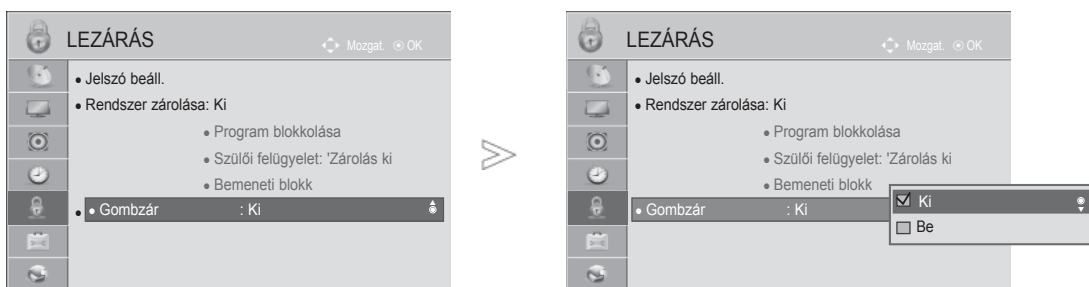 LEZÁRÁS
Mozgat. OK
• Jelszó beáll.
• Rendszer zárolása: Ki
• Program blokkolása
• Szülői felügyelet: 'Zárolás ki
• Bemeneti blokk
• • Gombzár : Ki
LEZÁRÁS
Mozgat. OK
• Jelszó beáll.
• Rendszer zárolása: Ki
• Program blokkolása
• Szülői felügyelet: 'Zárolás ki
• Bemeneti blokk
• Gombzár : Ki
Ki
Be